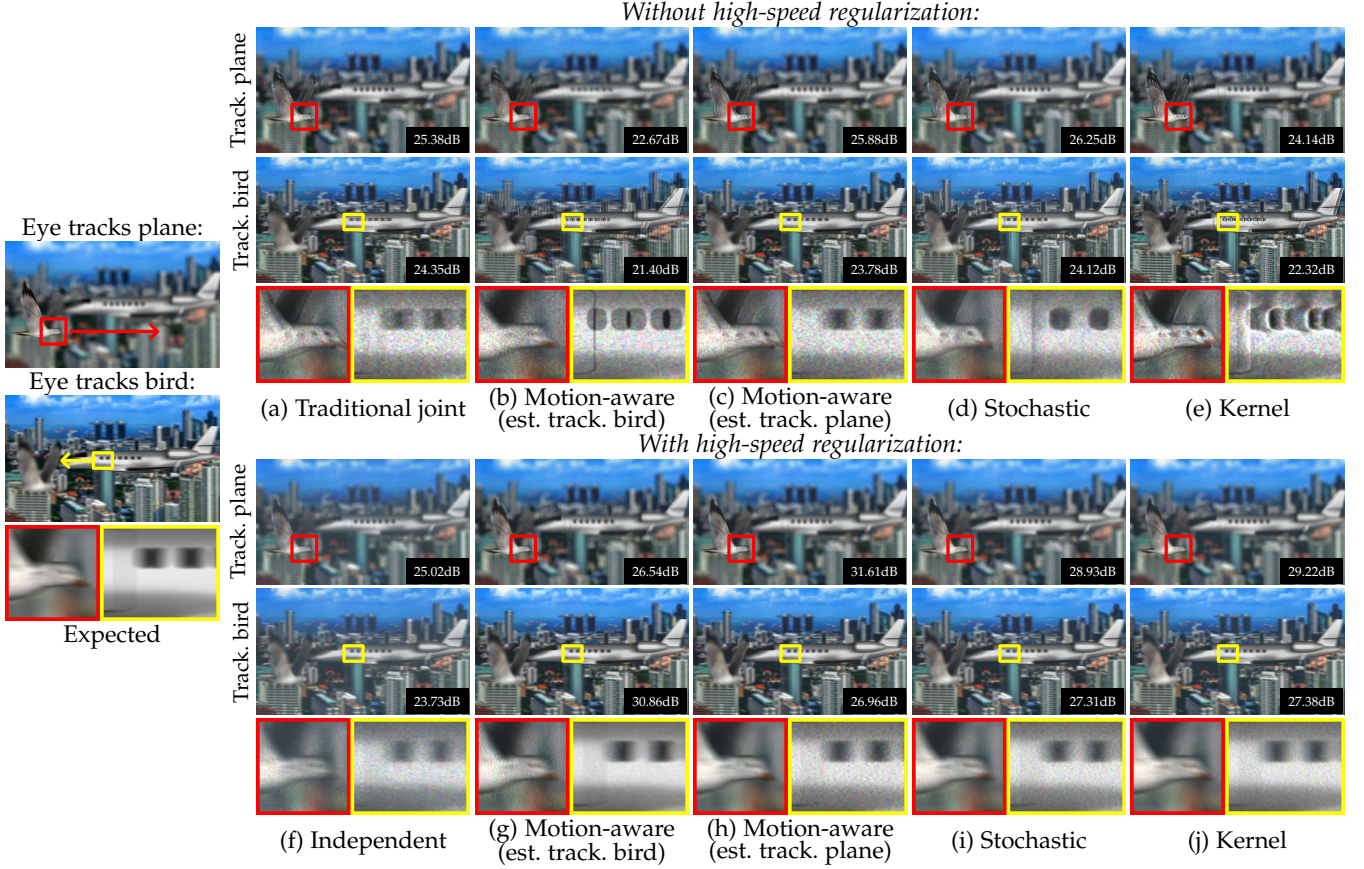 Without high-speed regularization:
Track. plane
25.38dB
22.67dB
25.88dB
26.25dB
24.14dB
Track. bird
24.35dB
21.40dB
23.78dB
24.12dB
22.32dB
Eye tracks plane:
Eye tracks bird:
Expected
(a) Traditional joint
(b) Motion-aware
(est. track. bird)
(c) Motion-aware
(est. track. plane)
(d) Stochastic
(e) Kernel
With high-speed regularization:
Track. plane
25.02dB
26.54dB
31.61dB
28.93dB
29.22dB
Track. bird
23.73dB
30.86dB
26.96dB
27.31dB
27.38dB
(f) Independent
(g) Motion-aware
(est. track. bird)
(h) Motion-aware
(est. track. plane)
(i) Stochastic
(j) Kernel